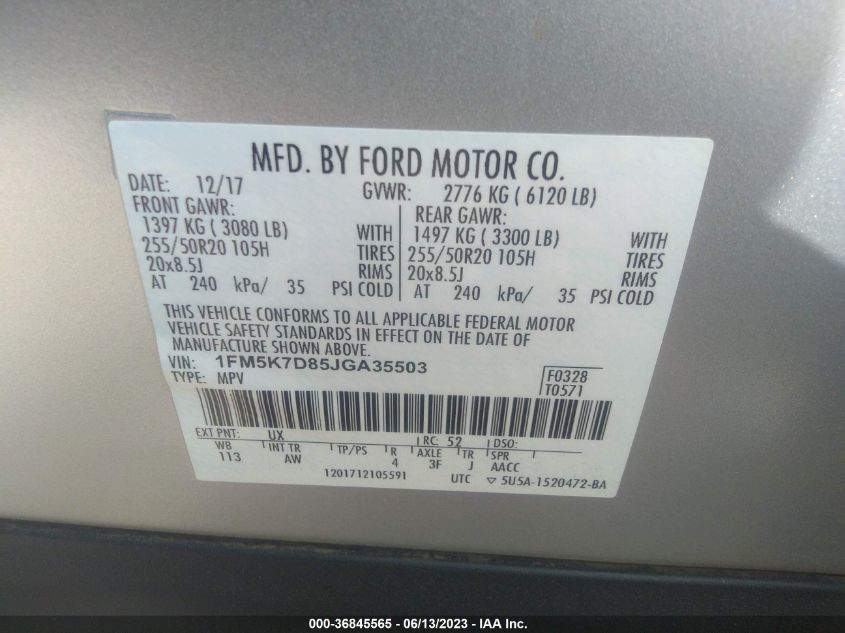 MFD. BY FORD MOTOR CO.
DATE: 12/17 GVWR: 2776 KG ( 6120 LB)
FRONT GAWR: REAR GAWR:
1397 KG ( 3080 LB) WITH 1497 KG ( 3300 LB) WITH
255/50R20 105H TIRES 255/50R20 105H TIRES
20x8.5J RIMS 20x8.5J RIMS
AT 240 kPa/ 35 PSI COLD AT 240 kPa/ 35 PSI COLD
THIS VEHICLE CONFORMS TO ALL APPLICABLE FEDERAL MOTOR
VEHICLE SAFETY STANDARDS IN EFFECT ON THE DATE OF
MANUFACTURE SHOWN ABOVE.
VIN: 1FM5K7D85JGA35503 F0328
TYPE: MPV T0571
EXT PNT: UX RC: 52 DSO:
WB INT TR TP/PS R AXLE TR SPR
113 AW 4 3F J AACC
1201712105591 UTC ▽ 5U5A-1520472-BA
000-36845565 / 06/13/2023 - IAA Inc.